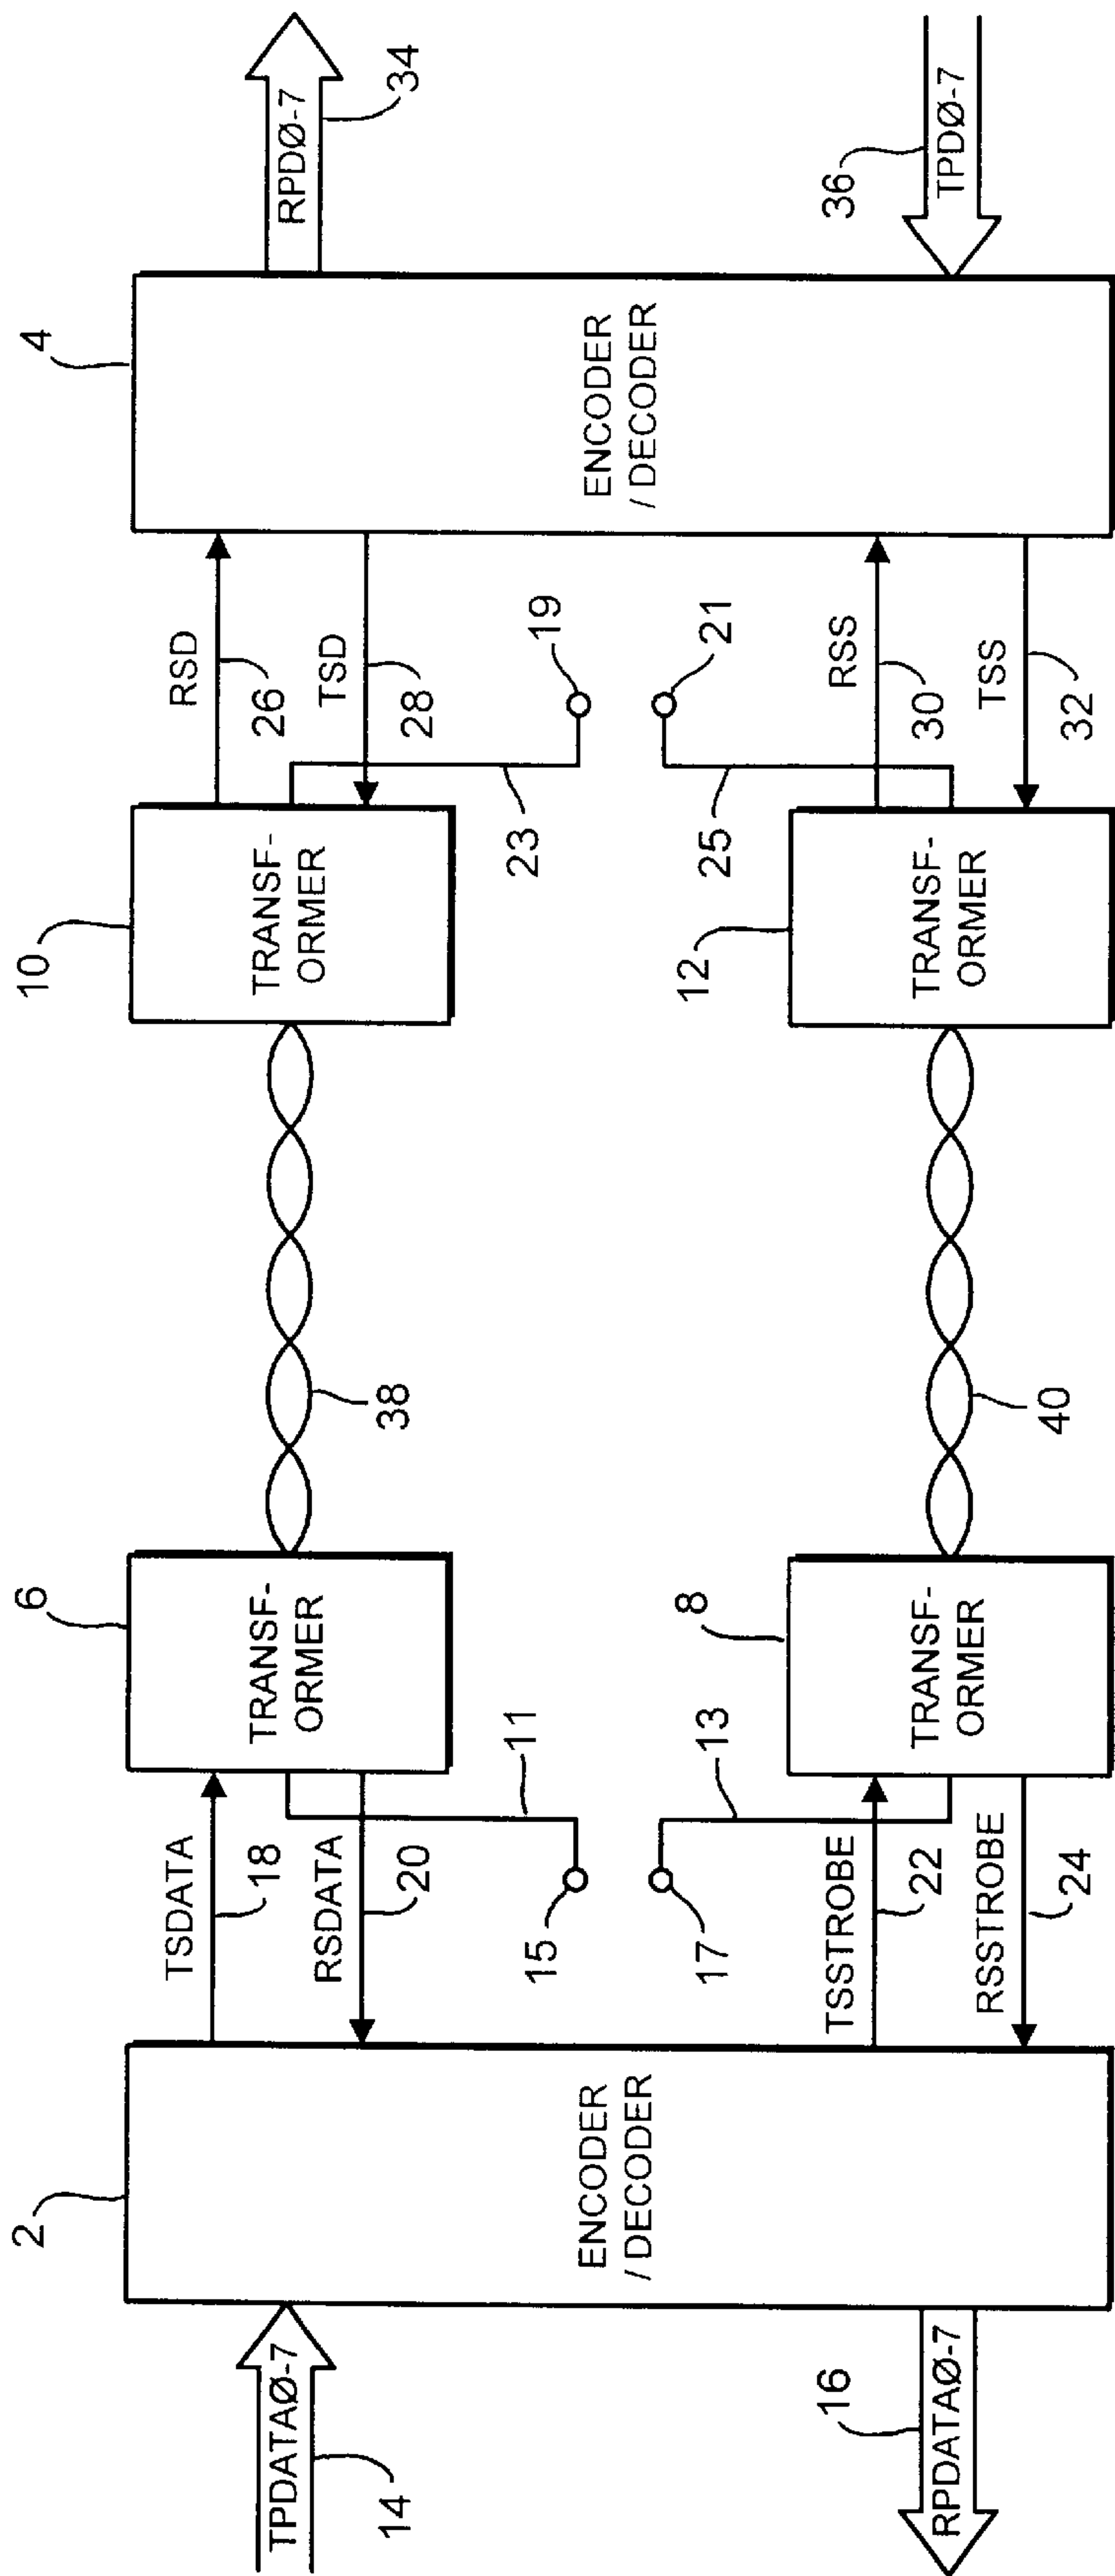 TPDATAØ-7
14
RPDATAØ-7
16
2
ENCODER
/ DECODER
TSDATA
18
RSDATA
20
15
11
17
13
TSSTROBE
22
RSSTROBE
24
6
TRANSF-
ORMER
8
TRANSF-
ORMER
38
40
10
TRANSF-
ORMER
12
TRANSF-
ORMER
RSD
26
TSD
28
23
19
25
21
RSS
30
TSS
32
4
ENCODER
/ DECODER
RPDØ-7
34
36
TPDØ-7